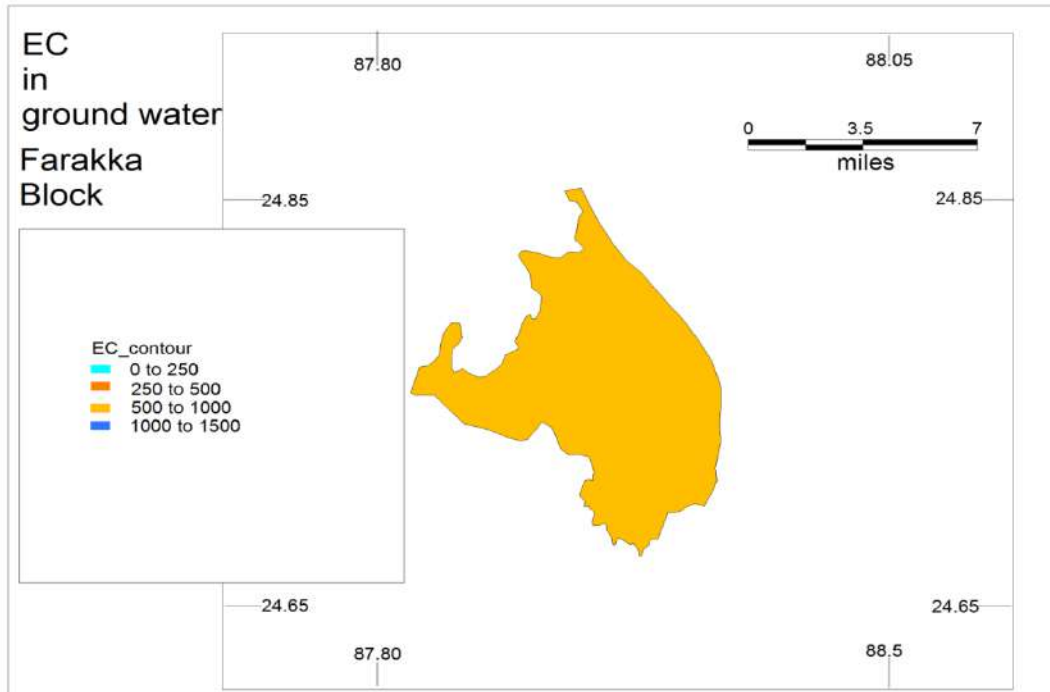 EC
in
ground water
Farakka
Block
87.80
88.05
0 3.5 7
miles
24.85
24.85
EC_contour
0 to 250
250 to 500
500 to 1000
1000 to 1500
24.65
24.65
87.80
88.5